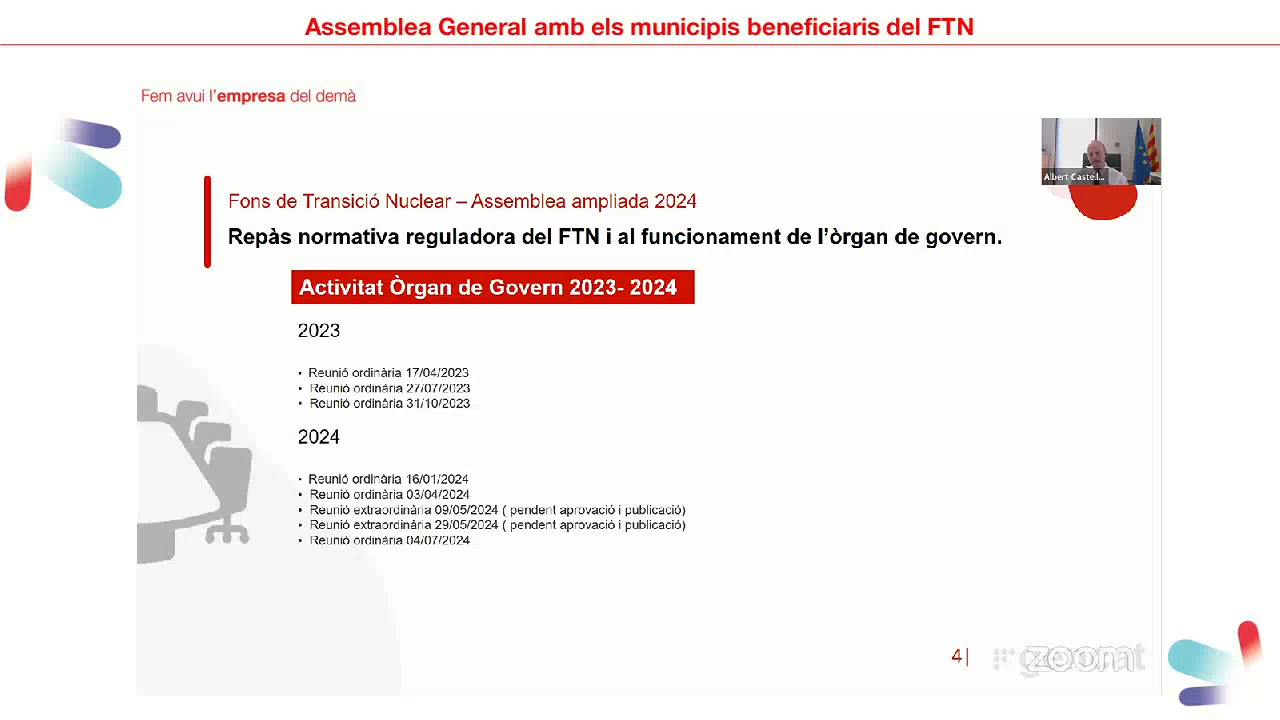 Assemblea General amb els municipis beneficiaris del FTN
Fem avui l'empresa del demà
Albert Castell...
Fons de Transició Nuclear – Assemblea ampliada 2024
Repàs normativa reguladora del FTN i al funcionament de l'òrgan de govern.
Activitat Òrgan de Govern 2023- 2024
2023
• Reunió ordinària 17/04/2023
• Reunió ordinària 27/07/2023
• Reunió ordinària 31/10/2023
2024
• Reunió ordinària 16/01/2024
• Reunió ordinària 03/04/2024
• Reunió extraordinària 09/05/2024 ( pendent aprovació i publicació)
• Reunió extraordinària 29/05/2024 ( pendent aprovació i publicació)
• Reunió ordinària 04/07/2024
4|
zoom